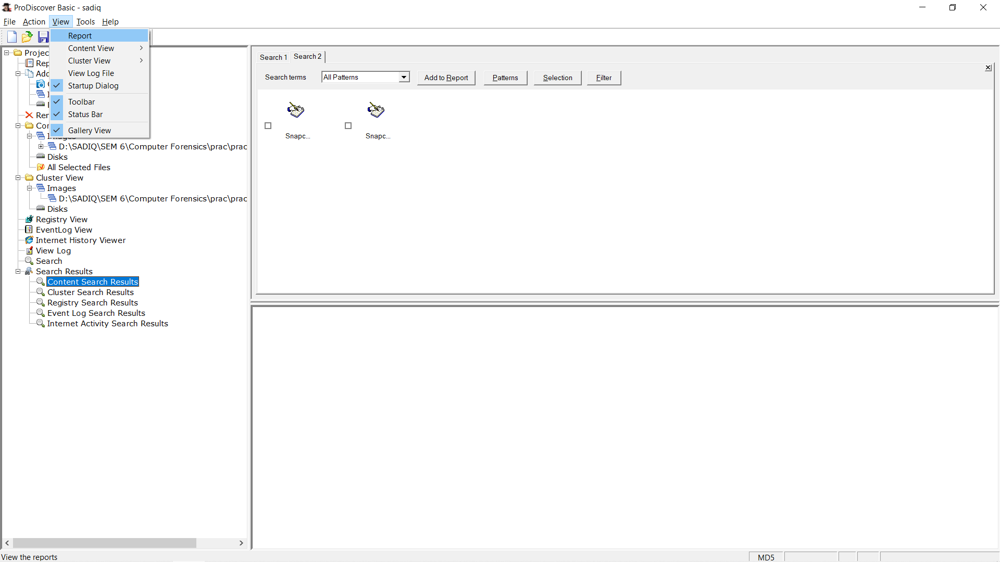 ProDiscover Basic - sadiq
File Action View Tools Help
Report
Content View
Cluster View
View Log File
Startup Dialog
Toolbar
Status Bar
Gallery View
Projec
Rep
Add
Rem
Con
Images
D:\SADIQ\SEM 6\Computer Forensics\prac\prac
Disks
All Selected Files
Cluster View
Images
D:\SADIQ\SEM 6\Computer Forensics\prac\prac
Disks
Registry View
EventLog View
Internet History Viewer
View Log
Search
Search Results
Content Search Results
Cluster Search Results
Registry Search Results
Event Log Search Results
Internet Activity Search Results
Search 1 Search 2
Search terms All Patterns Add to Report Patterns Selection Filter
Snapc... Snapc...
View the reports MD5